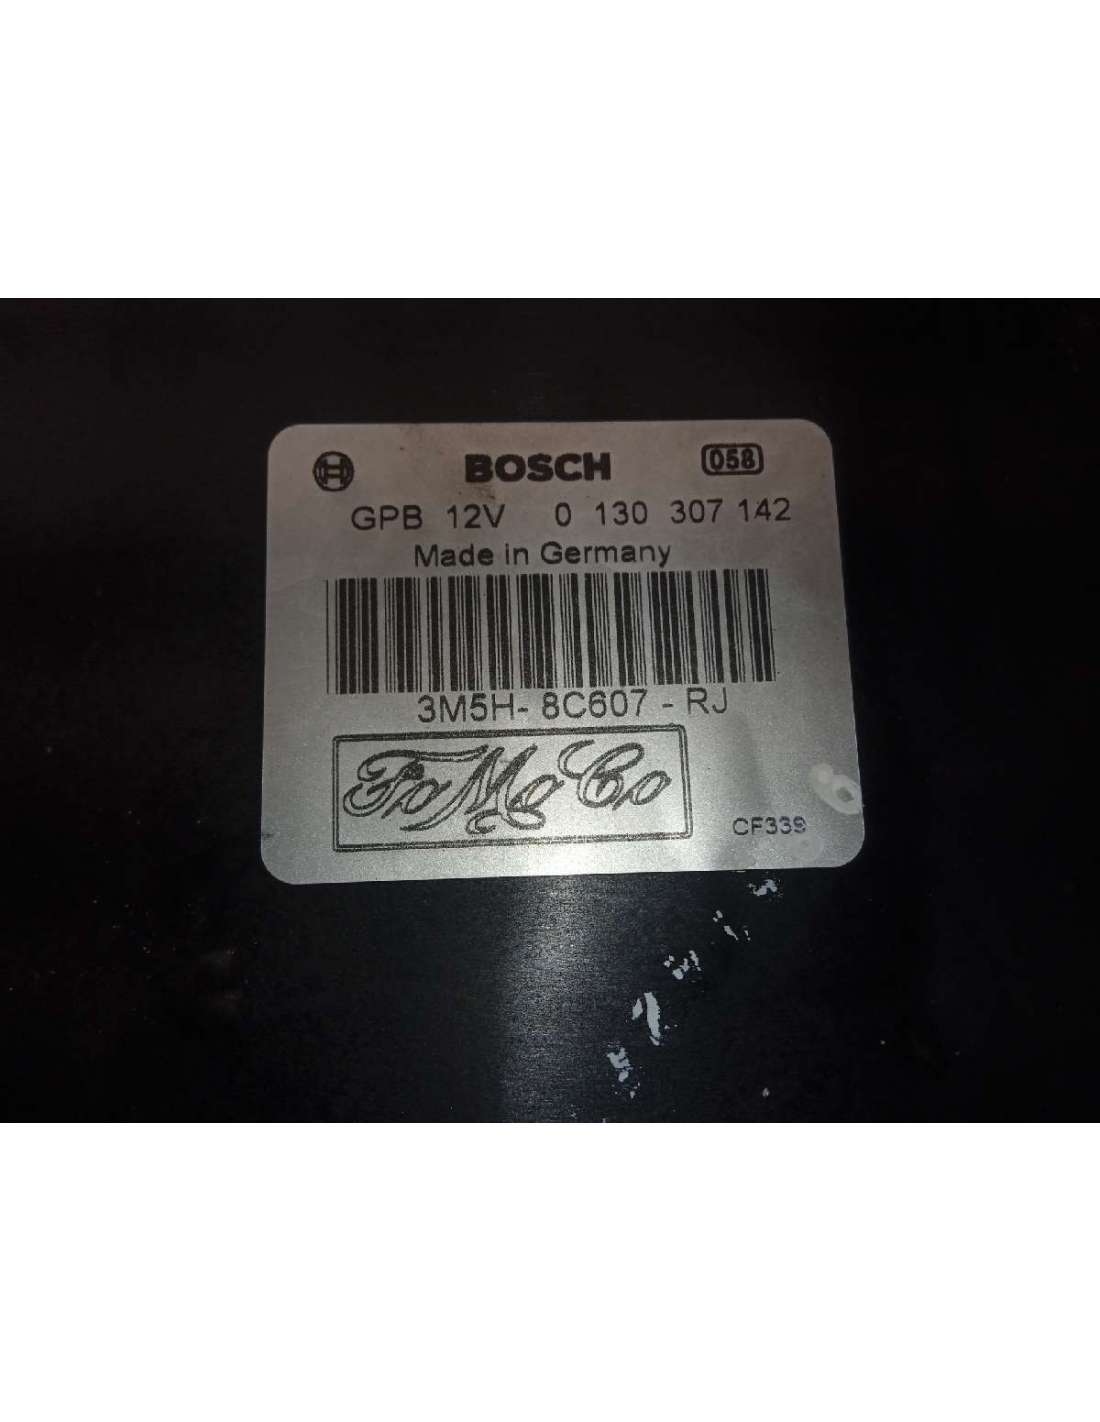 BOSCH 058
GPB 12V 0 130 307 142
Made in Germany
3M5H- 8C607 - RJ
FoMoCo
CF339